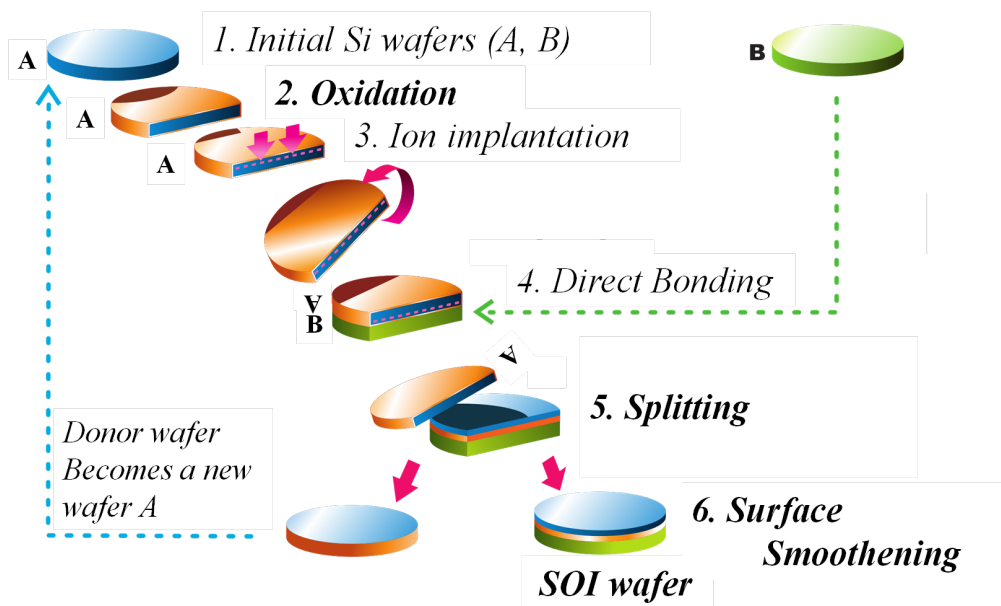 A
1. Initial Si wafers (A, B)
B
A
2. Oxidation
A
3. Ion implantation
A
B
4. Direct Bonding
A
5. Splitting
Donor wafer
Becomes a new
wafer A
6. Surface
Smoothening
SOI wafer